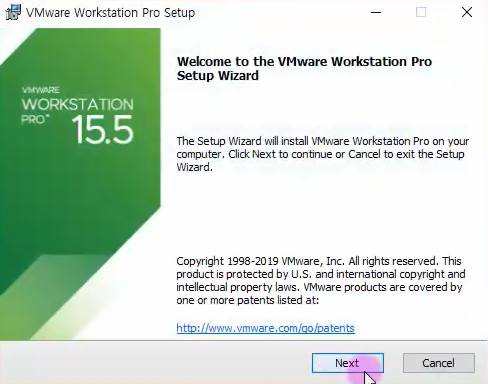 VMware Workstation Pro Setup
VMWARE
WORKSTATION
PRO™ 15.5
Welcome to the VMware Workstation Pro
Setup Wizard
The Setup Wizard will install VMware Workstation Pro on your
computer. Click Next to continue or Cancel to exit the Setup
Wizard.
Copyright 1998-2019 VMware, Inc. All rights reserved. This
product is protected by U.S. and international copyright and
intellectual property laws. VMware products are covered by
one or more patents listed at:
http://www.vmware.com/go/patents
Next
Cancel